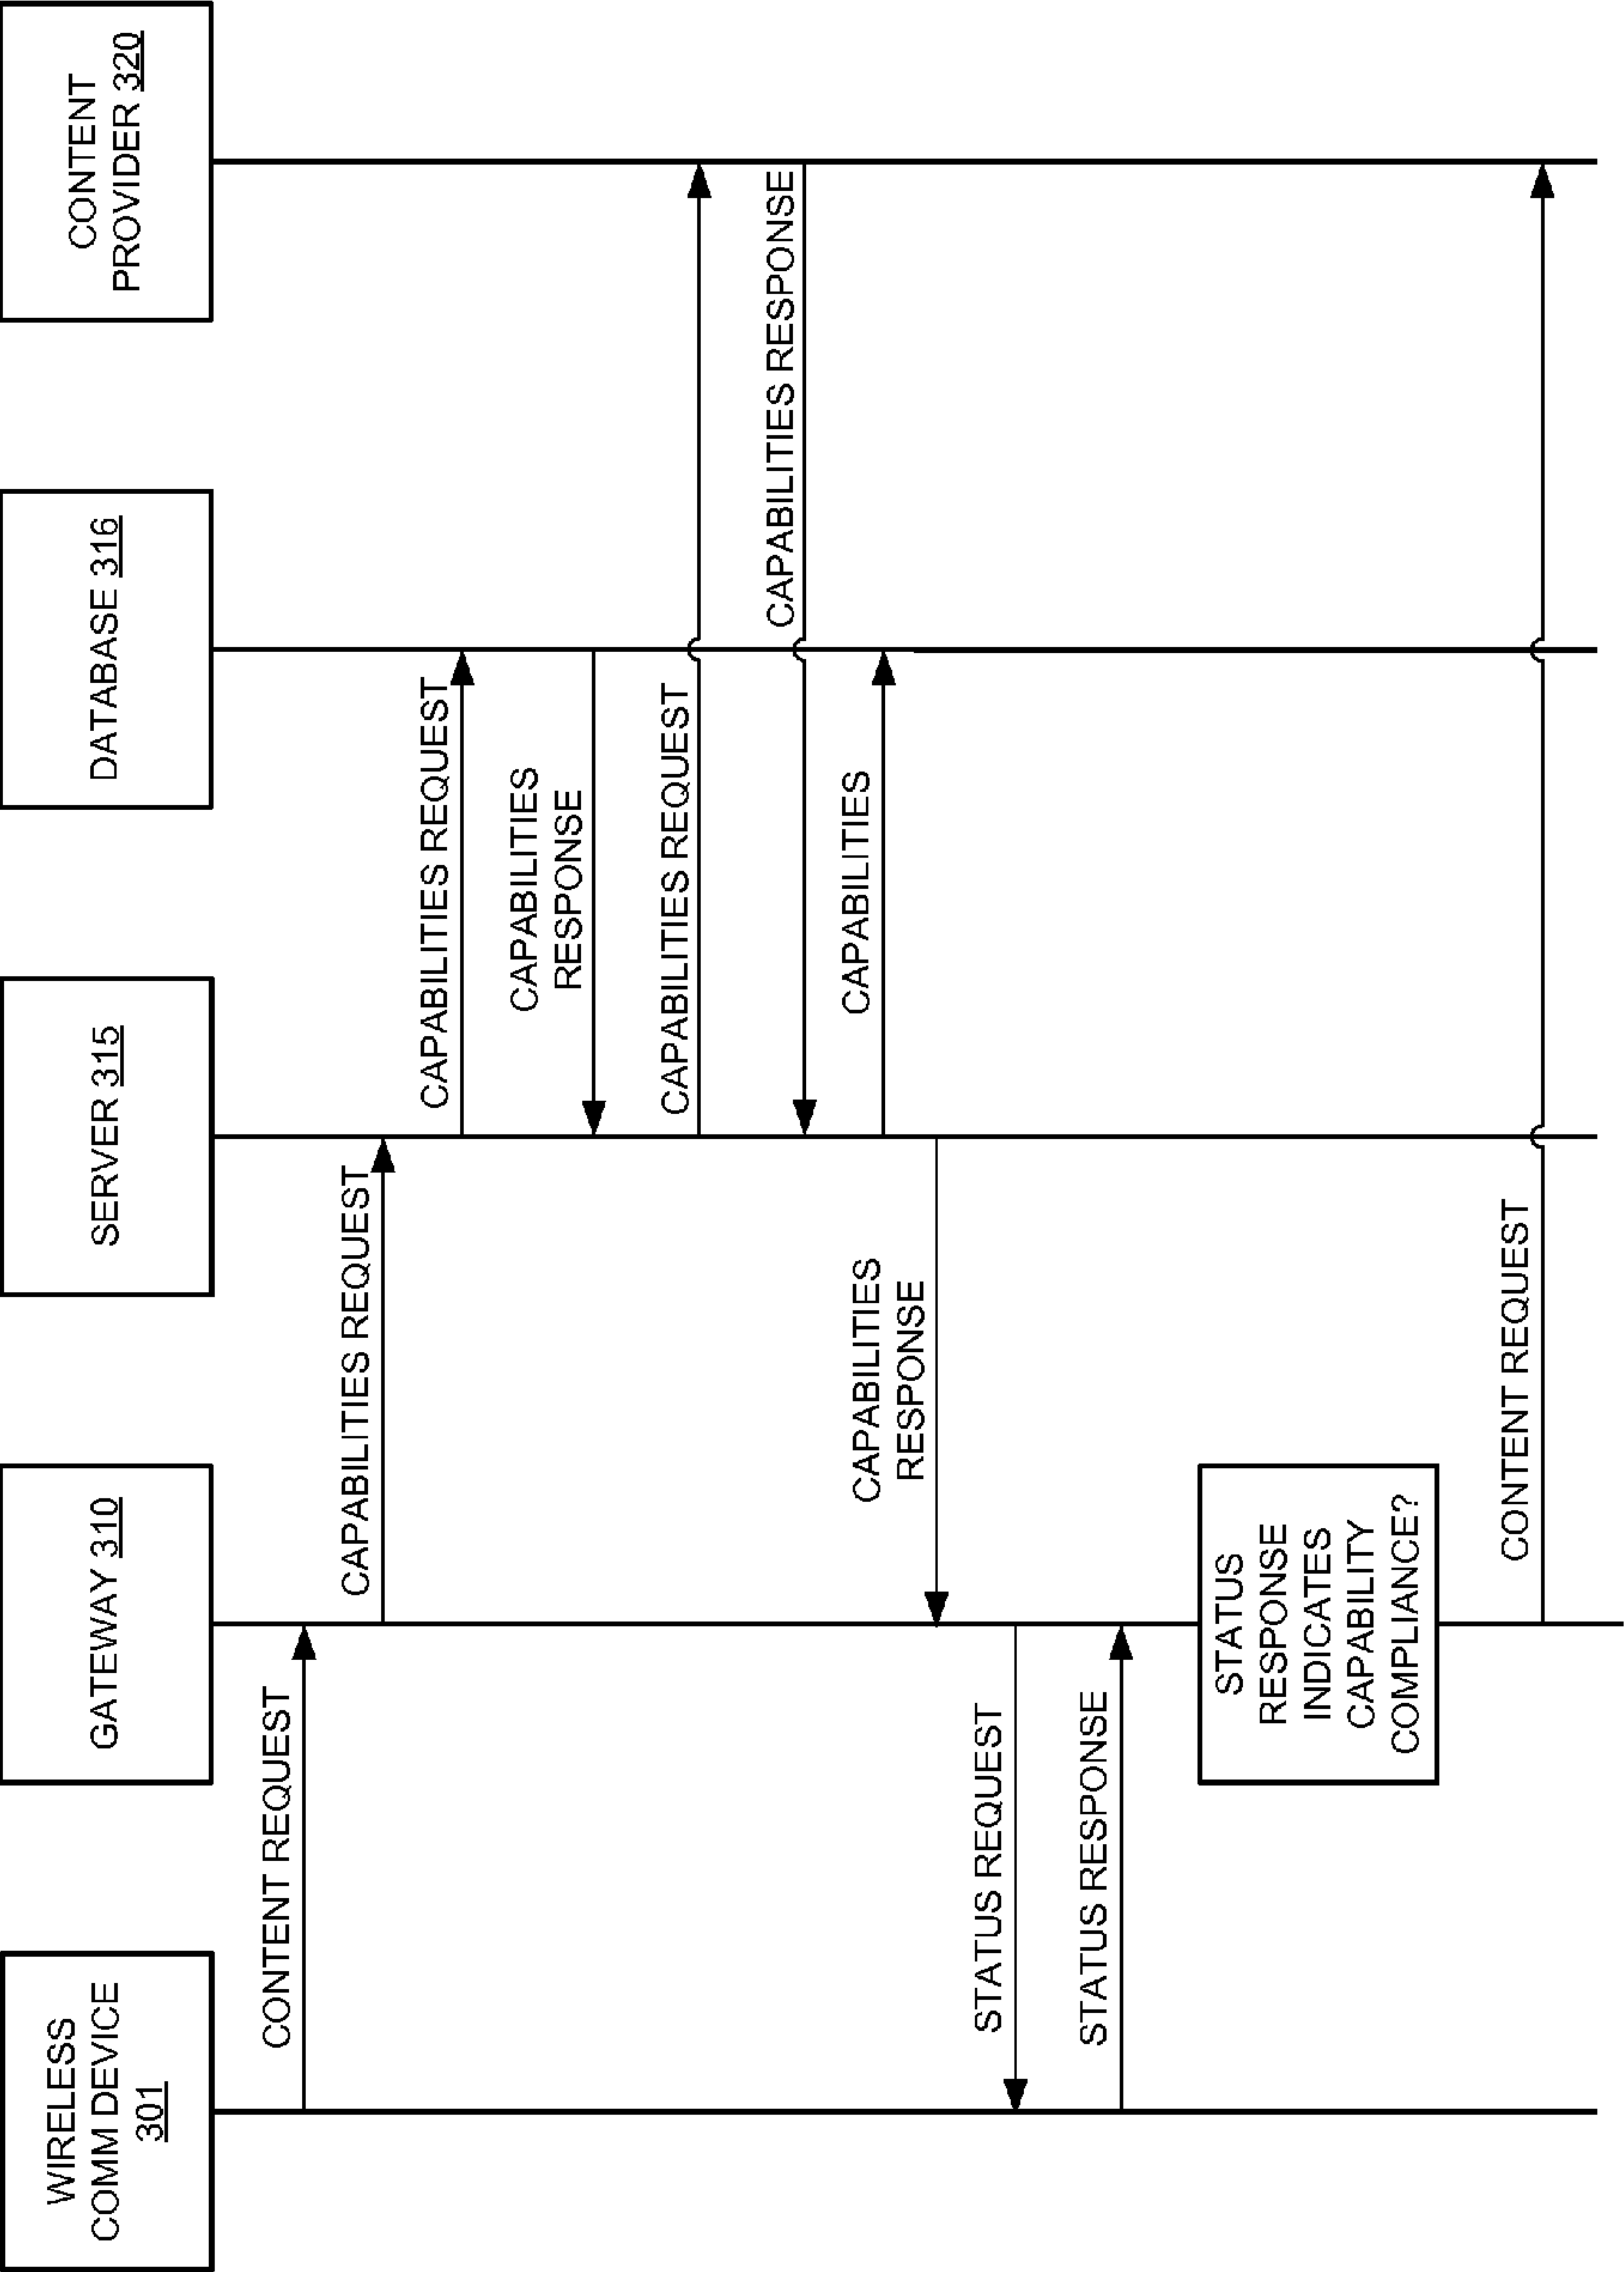 WIRELESS
COMM DEVICE
301
GATEWAY 310
SERVER 315
DATABASE 316
CONTENT
PROVIDER 320
CONTENT REQUEST
CAPABILITIES REQUEST
CAPABILITIES REQUEST
CAPABILITIES
RESPONSE
CAPABILITIES REQUEST
CAPABILITIES RESPONSE
CAPABILITIES
CAPABILITIES
RESPONSE
STATUS REQUEST
STATUS RESPONSE
STATUS
RESPONSE
INDICATES
CAPABILITY
COMPLIANCE?
CONTENT REQUEST